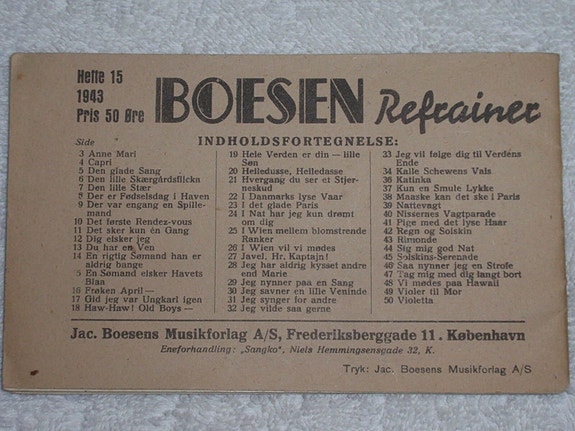 Hefte 15
1943
Pris 50 Øre
BOESEN Refrainer
Side
INDHOLDSFORTEGNELSE:
3 Anne Mari
4 Capri
5 Den glade Sang
6 Den lille Skærgårdsflicka
7 Den lille Stær
8 Der er Fødselsdag i Haven
9 Der var engang en Spille-
mand
10 Det første Rendez-vous
11 Det sker kun én Gang
12 Dig elsker jeg
13 Du har en Ven
14 En rigtig Sømand han er
aldrig bange
15 En Sømand elsker Havets
Blaa
16 Frøken April—
17 Gid jeg var Ungkarl igen
18 Haw-Haw! Old Boys —
19 Hele Verden er din — lille
Søn
20 Helledusse, Helledasse
21 Hvergang du ser et Stjer-
neskud
22 I Danmarks lyse Vaar
23 I det glade Paris
24 I Nat har jeg kun drømt
om dig
25 I Wien mellem blomstrende
Ranker
26 I Wien vil vi mødes
27 Javel, Hr. Kaptajn!
28 Jeg har aldrig kysset andre
end Marie
29 Jeg nynner paa en Sang
30 Jeg savner en lille Veninde
31 Jeg synger for andre
32 Jeg vilde saa gerne
33 Jeg vil følge dig til Verdens
Ende
34 Kalle Schewens Vals
36 Katinka
37 Kun en Smule Lykke
38 Maaske kan det ske i Paris
39 Nattevagt
40 Nissernes Vagtparade
41 Pige med det lyse Haar
42 Regn og Solskin
43 Rimonde
44 Sig mig god Nat
45 Solskins-Serenade
46 Saa nynner jeg en Strofe
47 Tag mig med dig langt bort
48 Vi mødes paa Hawaii
49 Violer til Mor
50 Violetta
Jac. Boesens Musikforlag A/S, Frederiksberggade 11. København
Eneforhandling: „Sangko“, Niels Hemmingsensgade 32, K.
Tryk: Jac. Boesens Musikforlag A/S